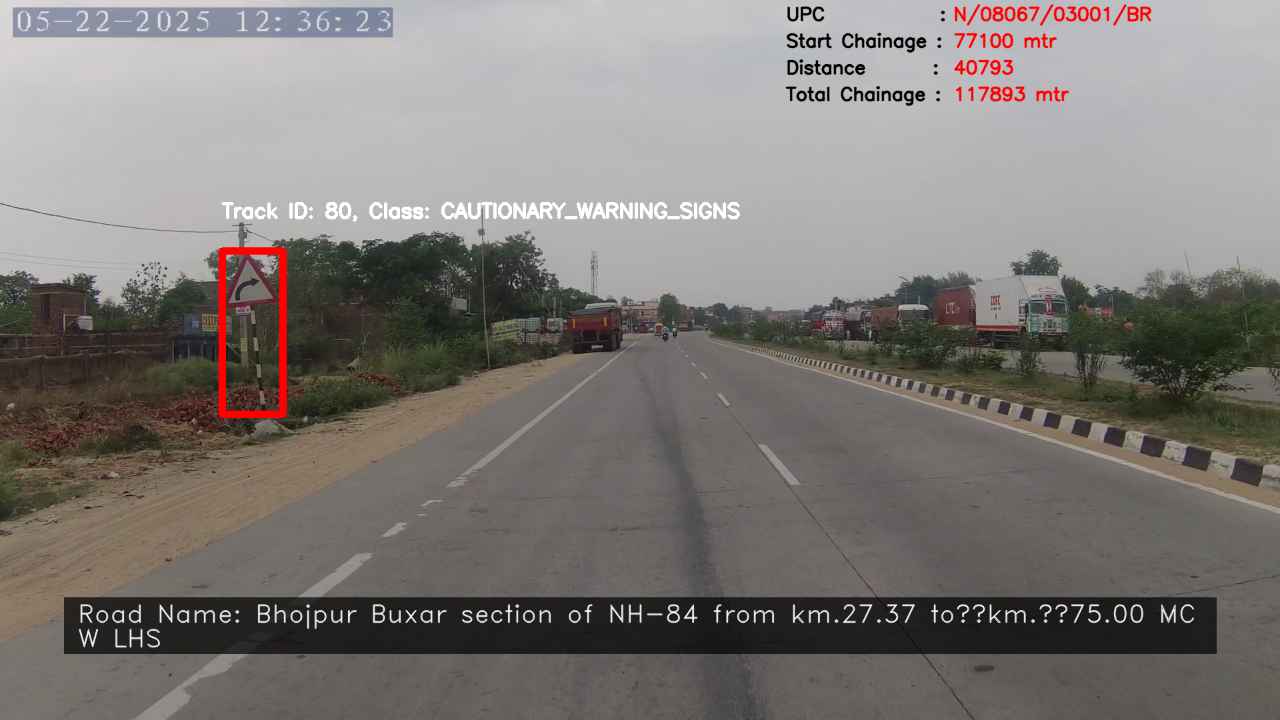 05-22-2025 12:36:23
UPC : N/08067/03001/BR
Start Chainage : 77100 mtr
Distance : 40793
Total Chainage : 117893 mtr
Track ID: 80, Class: CAUTIONARY_WARNING_SIGNS
Road Name: Bhojpur Buxar section of NH-84 from km.27.37 to??km.??75.00 MC
W LHS